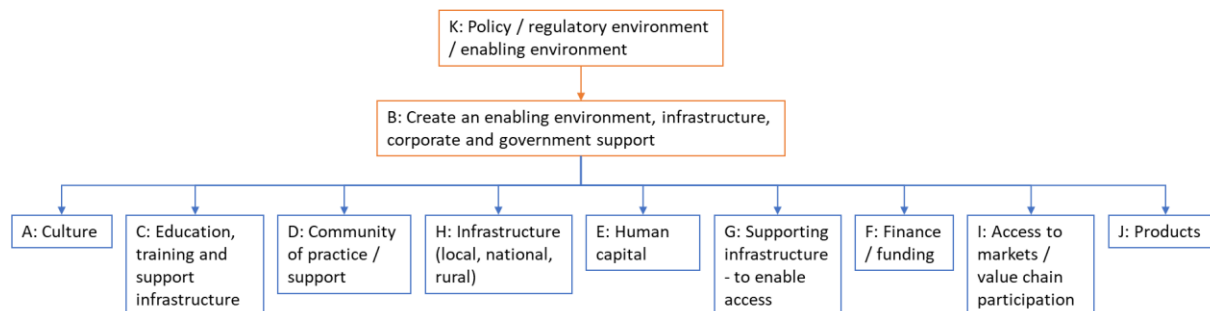 K: Policy / regulatory environment
/ enabling environment
B: Create an enabling environment, infrastructure,
corporate and government support
A: Culture
C: Education,
training and
support
infrastructure
D: Community
of practice /
support
H: Infrastructure
(local, national,
rural)
E: Human
capital
G: Supporting
infrastructure
- to enable
access
F: Finance
/ funding
I: Access to
markets /
value chain
participation
J: Products